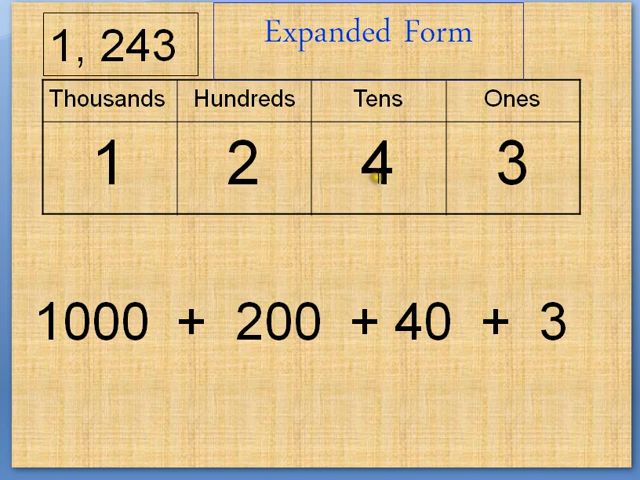 1, 243
Expanded Form
Thousands Hundreds Tens Ones
1 2 4 3
1000 + 200 + 40 + 3